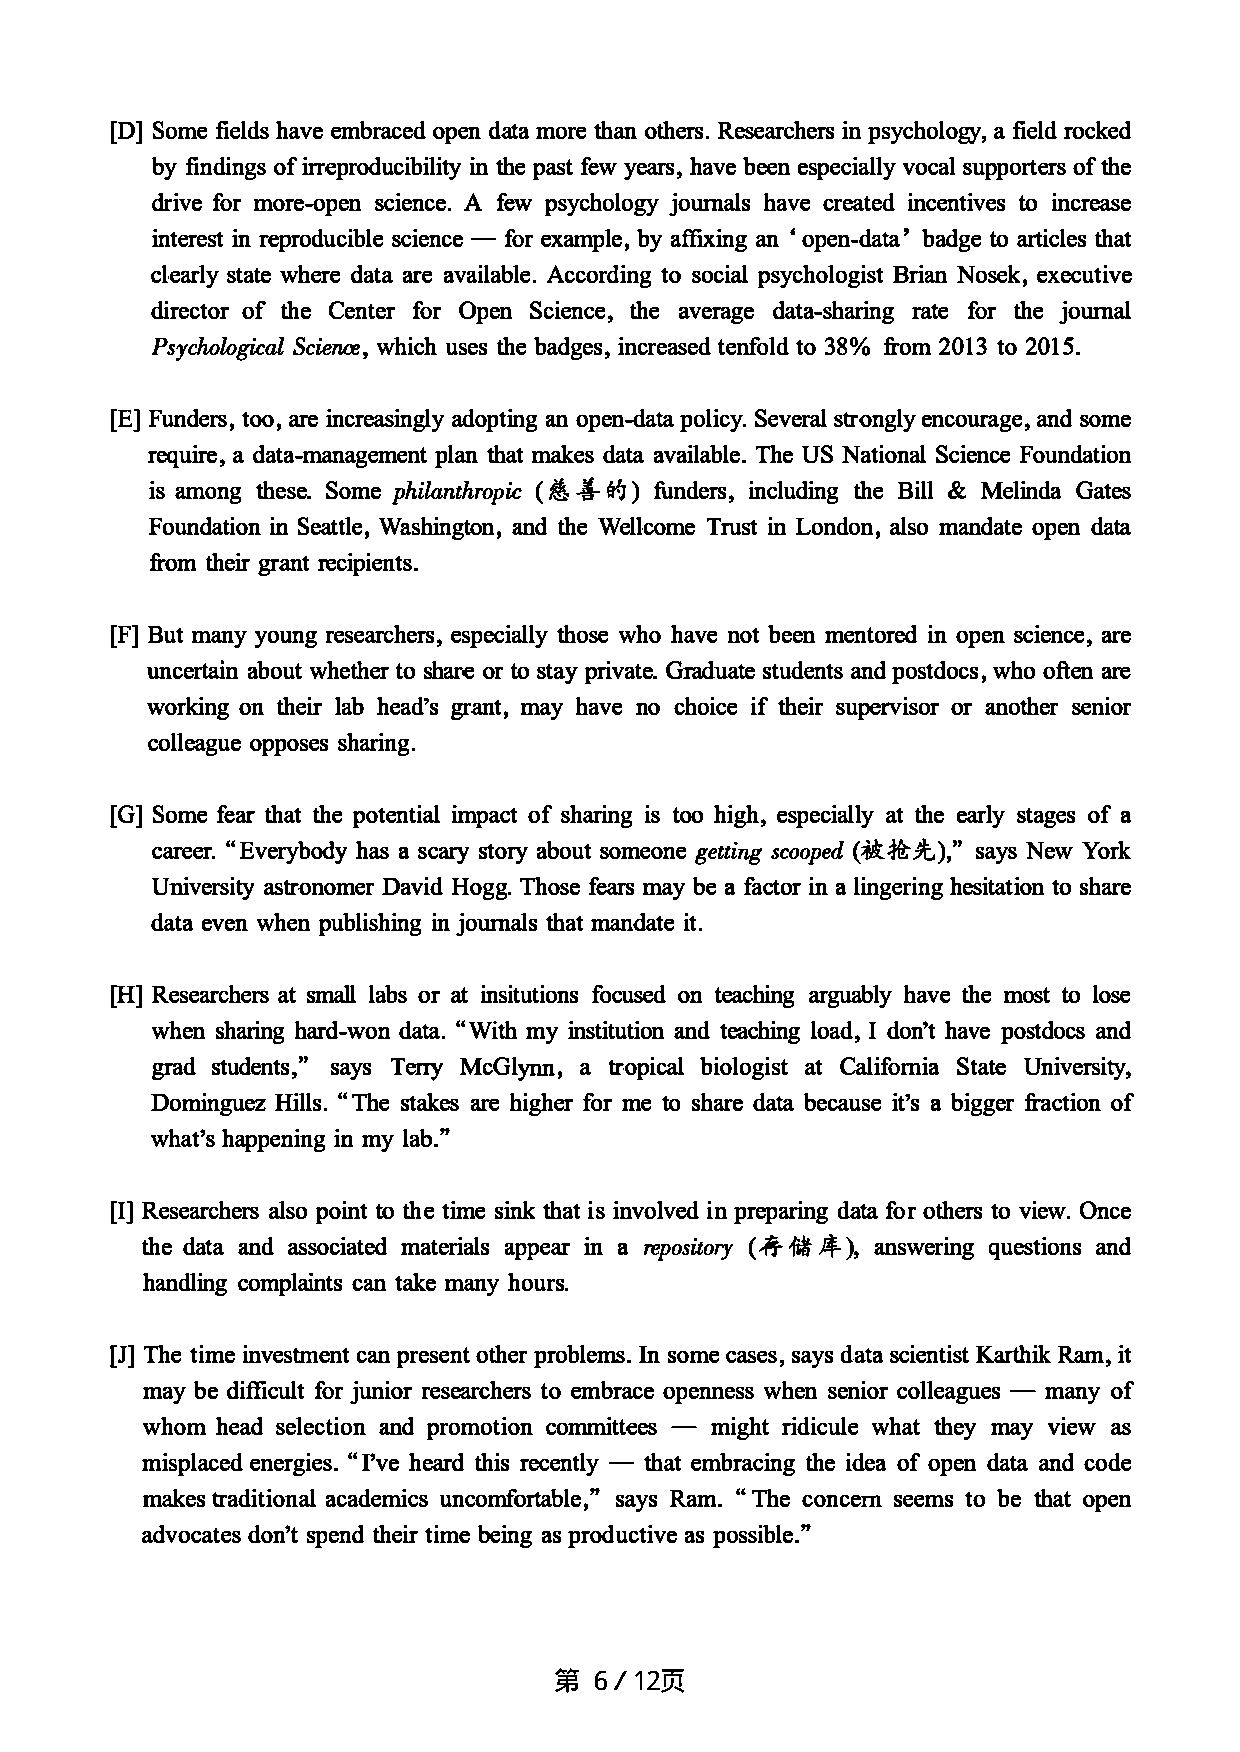 [D] Some fields have embraced open data more than others. Researchers in psychology, a field rocked
by findings of irreproducibility in the past few years, have been especially vocal supporters of the
drive for more-open science. A few psychology journals have created incentives to increase
interest in reproducible science — for example, by affixing an ‘open-data’ badge to articles that
clearly state where data are available. According to social psychologist Brian Nosek, executive
director of the Center for Open Science, the average data-sharing rate for the journal
Psychological Science, which uses the badges, increased tenfold to 38% from 2013 to 2015.
[E] Funders, too, are increasingly adopting an open-data policy. Several strongly encourage, and some
require, a data-management plan that makes data available. The US National Science Foundation
is among these. Some philanthropic (慈善的) funders, including the Bill & Melinda Gates
Foundation in Seattle, Washington, and the Wellcome Trust in London, also mandate open data
from their grant recipients.
[F] But many young researchers, especially those who have not been mentored in open science, are
uncertain about whether to share or to stay private. Graduate students and postdocs, who often are
working on their lab head’s grant, may have no choice if their supervisor or another senior
colleague opposes sharing.
[G] Some fear that the potential impact of sharing is too high, especially at the early stages of a
career. “Everybody has a scary story about someone getting scooped (被抢先),” says New York
University astronomer David Hogg. Those fears may be a factor in a lingering hesitation to share
data even when publishing in journals that mandate it.
[H] Researchers at small labs or at insitutions focused on teaching arguably have the most to lose
when sharing hard-won data. “With my institution and teaching load, I don’t have postdocs and
grad students,” says Terry McGlynn, a tropical biologist at California State University,
Dominguez Hills. “The stakes are higher for me to share data because it’s a bigger fraction of
what’s happening in my lab.”
[I] Researchers also point to the time sink that is involved in preparing data for others to view. Once
the data and associated materials appear in a repository (存储库), answering questions and
handling complaints can take many hours.
[J] The time investment can present other problems. In some cases, says data scientist Karthik Ram, it
may be difficult for junior researchers to embrace openness when senior colleagues — many of
whom head selection and promotion committees — might ridicule what they may view as
misplaced energies. “I’ve heard this recently — that embracing the idea of open data and code
makes traditional academics uncomfortable,” says Ram. “The concern seems to be that open
advocates don’t spend their time being as productive as possible.”
第 6 / 12页